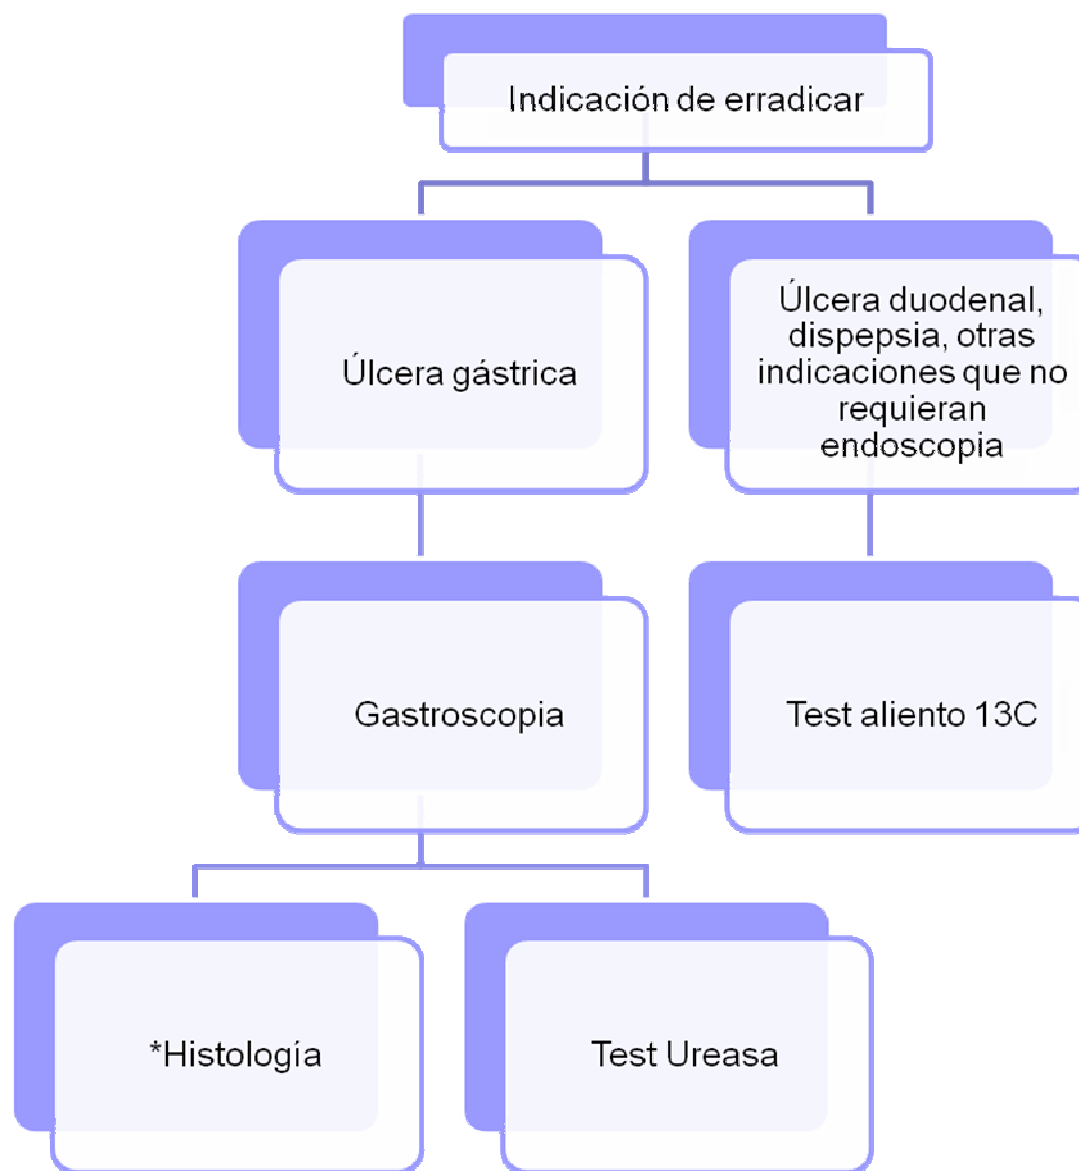 Indicación de erradicar
Úlcera gástrica
Úlcera duodenal,
dispepsia, otras
indicaciones que no
requieran
endoscopia
Gastroscopia
Test aliento 13C
*Histología
Test Ureasa